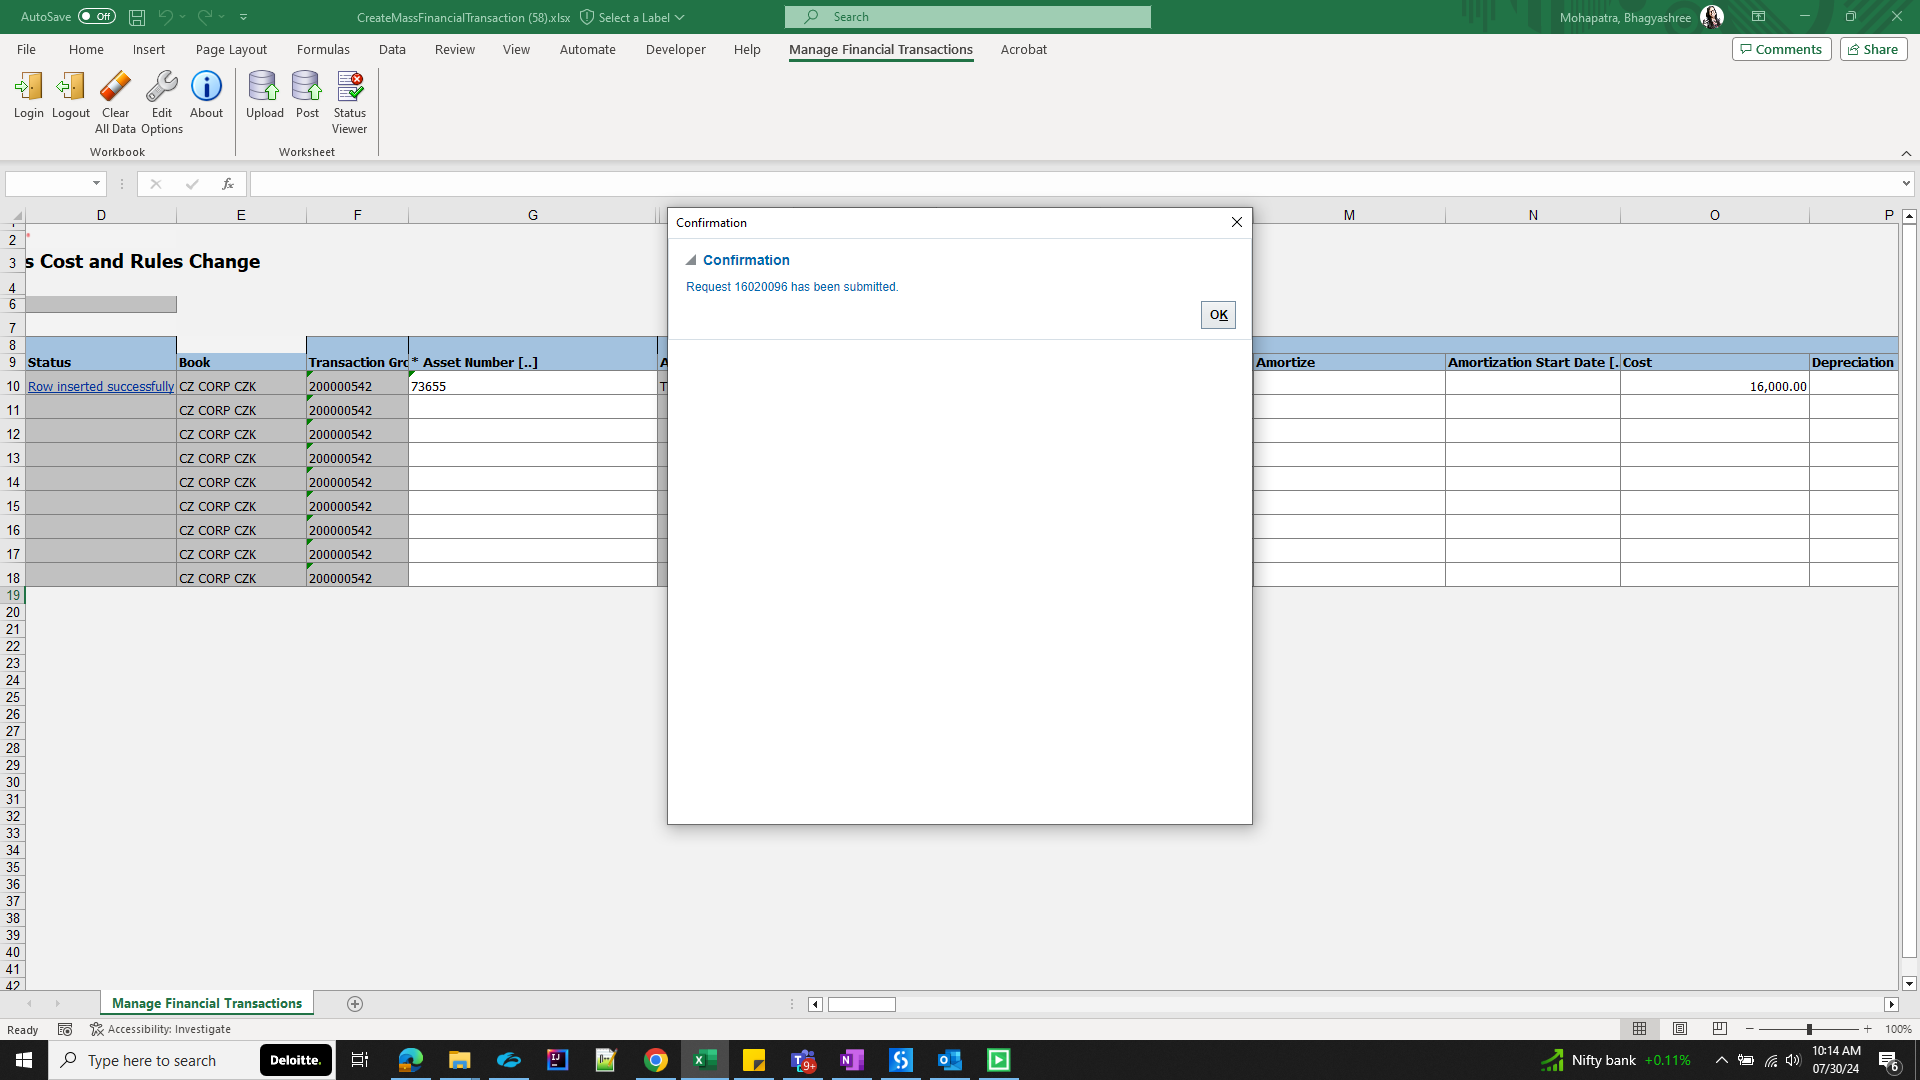 AutoSave Off
CreateMassFinancialTransaction (58).xlsx
Select a Label
Search
Mohapatra, Bhagyashree
File Home Insert Page Layout Formulas Data Review View Automate Developer Help Manage Financial Transactions Acrobat
Comments Share
Login Logout Clear All Data Edit Options About
Upload Post Status Viewer
Workbook Worksheet
fx
D E F G M N O P
2 *
3 s Cost and Rules Change
4
6
7
8
9 Status Book Transaction Gro * Asset Number [..] A Amortize Amortization Start Date [. Cost Depreciation
10 Row inserted successfully CZ CORP CZK 200000542 73655 T 16,000.00
11 CZ CORP CZK 200000542
12 CZ CORP CZK 200000542
13 CZ CORP CZK 200000542
14 CZ CORP CZK 200000542
15 CZ CORP CZK 200000542
16 CZ CORP CZK 200000542
17 CZ CORP CZK 200000542
18 CZ CORP CZK 200000542
19
20
21
22
23
24
25
26
27
28
29
30
31
32
33
34
35
36
37
38
39
40
41
42
Confirmation
Confirmation
Request 16020096 has been submitted.
OK
Manage Financial Transactions
Ready
Accessibility: Investigate
100%
Type here to search
Deloitte.
9+
Nifty bank +0.11%
10:14 AM
07/30/24
6